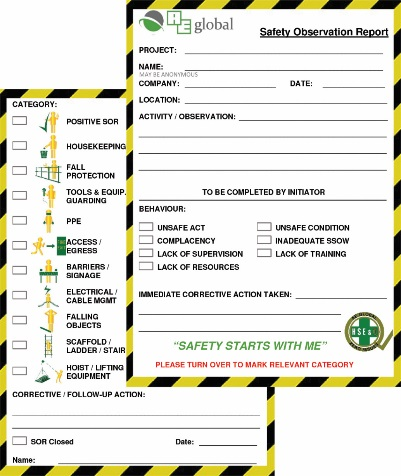 AE global
Safety Observation Report
PROJECT:
NAME:
MAY BE ANONYMOUS
COMPANY: DATE:
LOCATION:
ACTIVITY / OBSERVATION:
TO BE COMPLETED BY INITIATOR
BEHAVIOUR:
UNSAFE ACT UNSAFE CONDITION
COMPLACENCY INADEQUATE SSOW
LACK OF SUPERVISION LACK OF TRAINING
LACK OF RESOURCES
IMMEDIATE CORRECTIVE ACTION TAKEN:
HSE&
“SAFETY STARTS WITH ME”
PLEASE TURN OVER TO MARK RELEVANT CATEGORY
CATEGORY:
POSITIVE SOR
HOUSEKEEPING
FALL
PROTECTION
TOOLS & EQUIP.
GUARDING
PPE
ACCESS /
EGRESS
BARRIERS /
SIGNAGE
ELECTRICAL /
CABLE MGMT
FALLING
OBJECTS
SCAFFOLD /
LADDER / STAIR
HOIST / LIFTING
EQUIPMENT
CORRECTIVE / FOLLOW-UP ACTION:
SOR Closed Date:
Name: